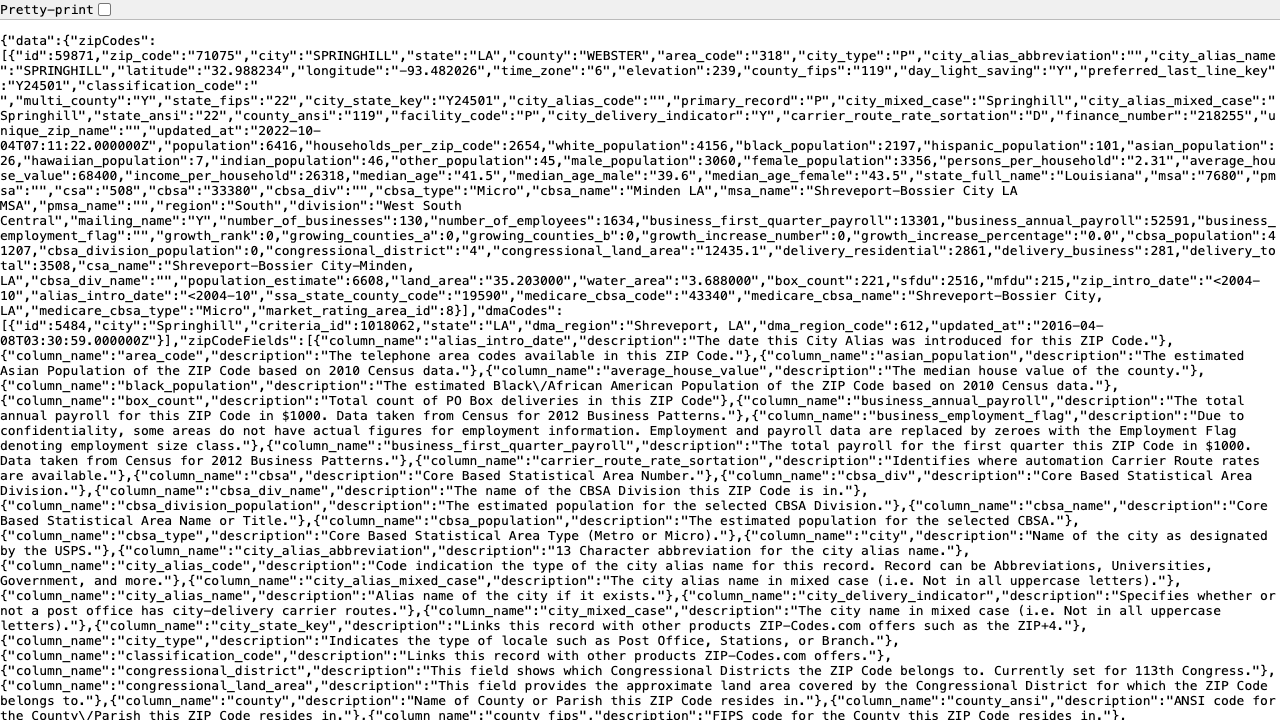 Pretty-print
{"data":{"zipCodes":
[{"id":59871,"zip_code":"71075","city":"SPRINGHILL","state":"LA","county":"WEBSTER","area_code":"318","city_type":"P","city_alias_abbreviation":"","city_alias_name
":"SPRINGHILL","latitude":"32.988234","longitude":"-93.482026","time_zone":"6","elevation":239,"county_fips":"119","day_light_saving":"Y","preferred_last_line_key
":"Y24501","classification_code":"
","multi_county":"Y","state_fips":"22","city_state_key":"Y24501","city_alias_code":"","primary_record":"P","city_mixed_case":"Springhill","city_alias_mixed_case":"
Springhill","state_ansi":"22","county_ansi":"119","facility_code":"P","city_delivery_indicator":"Y","carrier_route_rate_sortation":"D","finance_number":"218255","u
nique_zip_name":"","updated_at":"2022-10-
04T07:11:22.000000Z","population":6416,"households_per_zip_code":2654,"white_population":4156,"black_population":2197,"hispanic_population":101,"asian_population":
26,"hawaiian_population":7,"indian_population":46,"other_population":45,"male_population":3060,"female_population":3356,"persons_per_household":"2.31","average_hou
se_value":68400,"income_per_household":26318,"median_age":"41.5","median_age_male":"39.6","median_age_female":"43.5","state_full_name":"Louisiana","msa":"7680","pm
sa":"","csa":"508","cbsa":"33380","cbsa_div":"","cbsa_type":"Micro","cbsa_name":"Minden LA","msa_name":"Shreveport-Bossier City LA
MSA","pmsa_name":"","region":"South","division":"West South
Central","mailing_name":"Y","number_of_businesses":130,"number_of_employees":1634,"business_first_quarter_payroll":13301,"business_annual_payroll":52591,"business_
employment_flag":"","growth_rank":0,"growing_counties_a":0,"growing_counties_b":0,"growth_increase_number":0,"growth_increase_percentage":"0.0","cbsa_population":4
1207,"cbsa_division_population":0,"congressional_district":"4","congressional_land_area":"12435.1","delivery_residential":2861,"delivery_business":281,"delivery_to
tal":3508,"csa_name":"Shreveport-Bossier City-Minden,
LA","cbsa_div_name":"","population_estimate":6608,"land_area":"35.203000","water_area":"3.688000","box_count":221,"sfdu":2516,"mfdu":215,"zip_intro_date":"<2004-
10","alias_intro_date":"<2004-10","ssa_state_county_code":"19590","medicare_cbsa_code":"43340","medicare_cbsa_name":"Shreveport-Bossier City,
LA","medicare_cbsa_type":"Micro","market_rating_area_id":8}],"dmaCodes":
[{"id":5484,"city":"Springhill","criteria_id":1018062,"state":"LA","dma_region":"Shreveport, LA","dma_region_code":612,"updated_at":"2016-04-
08T03:30:59.000000Z"}],"zipCodeFields":[{"column_name":"alias_intro_date","description":"The date this City Alias was introduced for this ZIP Code."},
{"column_name":"area_code","description":"The telephone area codes available in this ZIP Code."},{"column_name":"asian_population","description":"The estimated
Asian Population of the ZIP Code based on 2010 Census data."},{"column_name":"average_house_value","description":"The median house value of the county."},
{"column_name":"black_population","description":"The estimated Black\/African American Population of the ZIP Code based on 2010 Census data."},
{"column_name":"box_count","description":"Total count of PO Box deliveries in this ZIP Code"},{"column_name":"business_annual_payroll","description":"The total
annual payroll for this ZIP Code in $1000. Data taken from Census for 2012 Business Patterns."},{"column_name":"business_employment_flag","description":"Due to
confidentiality, some areas do not have actual figures for employment information. Employment and payroll data are replaced by zeroes with the Employment Flag
denoting employment size class."},{"column_name":"business_first_quarter_payroll","description":"The total payroll for the first quarter this ZIP Code in $1000.
Data taken from Census for 2012 Business Patterns."},{"column_name":"carrier_route_rate_sortation","description":"Identifies where automation Carrier Route rates
are available."},{"column_name":"cbsa","description":"Core Based Statistical Area Number."},{"column_name":"cbsa_div","description":"Core Based Statistical Area
Division."},{"column_name":"cbsa_div_name","description":"The name of the CBSA Division this ZIP Code is in."},
{"column_name":"cbsa_division_population","description":"The estimated population for the selected CBSA Division."},{"column_name":"cbsa_name","description":"Core
Based Statistical Area Name or Title."},{"column_name":"cbsa_population","description":"The estimated population for the selected CBSA."},
{"column_name":"cbsa_type","description":"Core Based Statistical Area Type (Metro or Micro)."},{"column_name":"city","description":"Name of the city as designated
by the USPS."},{"column_name":"city_alias_abbreviation","description":"13 Character abbreviation for the city alias name."},
{"column_name":"city_alias_code","description":"Code indication the type of the city alias name for this record. Record can be Abbreviations, Universities,
Government, and more."},{"column_name":"city_alias_mixed_case","description":"The city alias name in mixed case (i.e. Not in all uppercase letters)."},
{"column_name":"city_alias_name","description":"Alias name of the city if it exists."},{"column_name":"city_delivery_indicator","description":"Specifies whether or
not a post office has city-delivery carrier routes."},{"column_name":"city_mixed_case","description":"The city name in mixed case (i.e. Not in all uppercase
letters)."},{"column_name":"city_state_key","description":"Links this record with other products ZIP-Codes.com offers such as the ZIP+4."},
{"column_name":"city_type","description":"Indicates the type of locale such as Post Office, Stations, or Branch."},
{"column_name":"classification_code","description":"Links this record with other products ZIP-Codes.com offers."},
{"column_name":"congressional_district","description":"This field shows which Congressional Districts the ZIP Code belongs to. Currently set for 113th Congress."},
{"column_name":"congressional_land_area","description":"This field provides the approximate land area covered by the Congressional District for which the ZIP Code
belongs to."},{"column_name":"county","description":"Name of County or Parish this ZIP Code resides in."},{"column_name":"county_ansi","description":"ANSI code for
the County\/Parish this ZIP Code resides in."},{"column_name":"county_fips","description":"FIPS code for the County this ZIP Code resides in."},